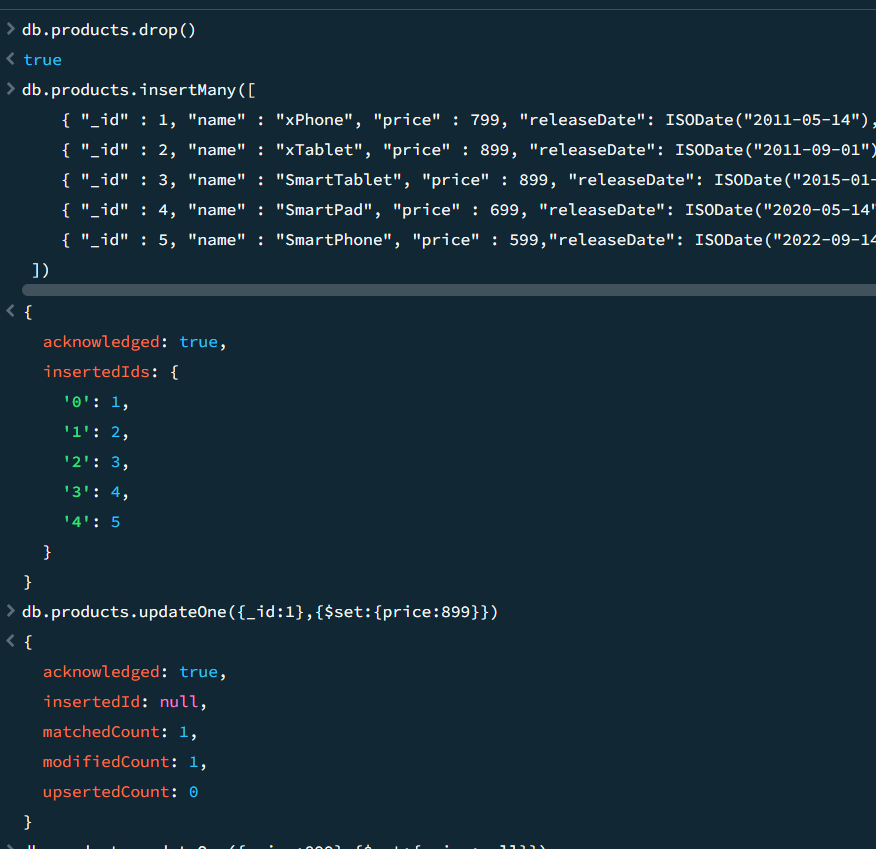 db.products.drop()
true
db.products.insertMany([
{ "_id" : 1, "name" : "xPhone", "price" : 799, "releaseDate": ISODate("2011-05-14"),
{ "_id" : 2, "name" : "xTablet", "price" : 899, "releaseDate": ISODate("2011-09-01")
{ "_id" : 3, "name" : "SmartTablet", "price" : 899, "releaseDate": ISODate("2015-01-
{ "_id" : 4, "name" : "SmartPad", "price" : 699, "releaseDate": ISODate("2020-05-14"
{ "_id" : 5, "name" : "SmartPhone", "price" : 599,"releaseDate": ISODate("2022-09-14
])
{
acknowledged: true,
insertedIds: {
'0': 1,
'1': 2,
'2': 3,
'3': 4,
'4': 5
}
}
db.products.updateOne({_id:1},{$set:{price:899}})
{
acknowledged: true,
insertedId: null,
matchedCount: 1,
modifiedCount: 1,
upsertedCount: 0
}